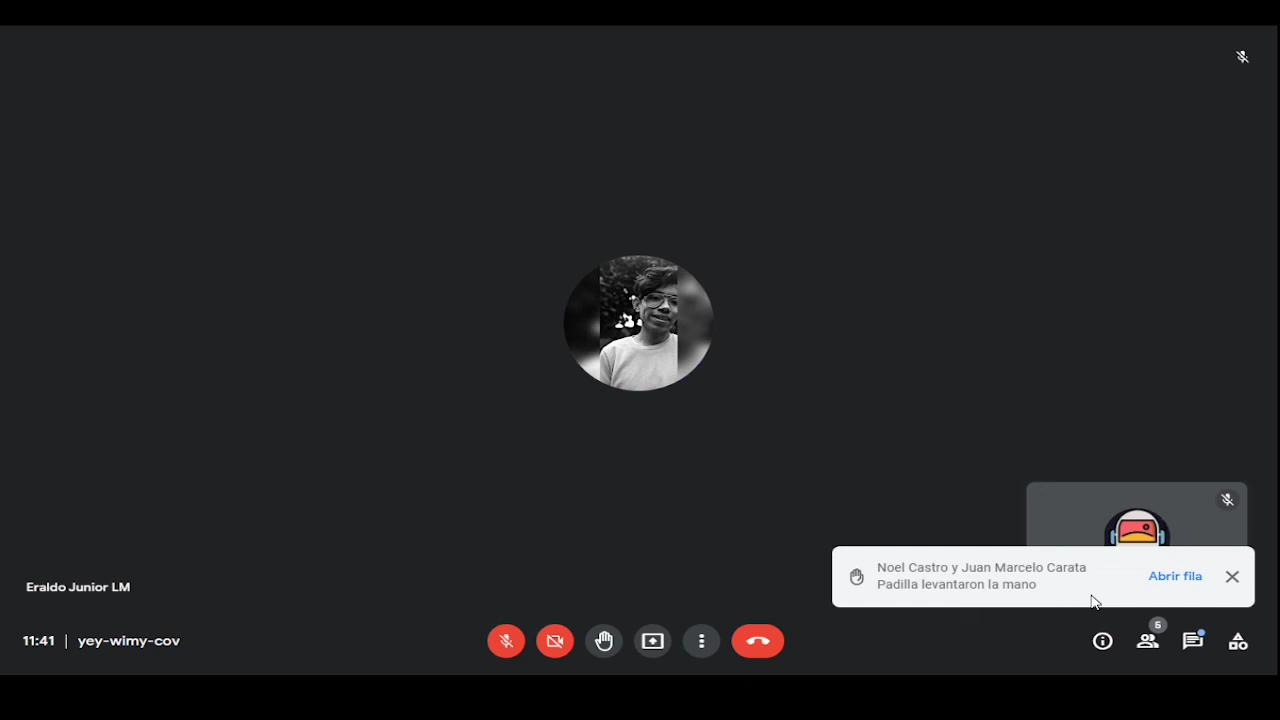 Noel Castro y Juan Marcelo Carata
Padilla levantaron la mano
Abrir fila
Eraldo Junior LM
11:41 | yey-wimy-cov
6